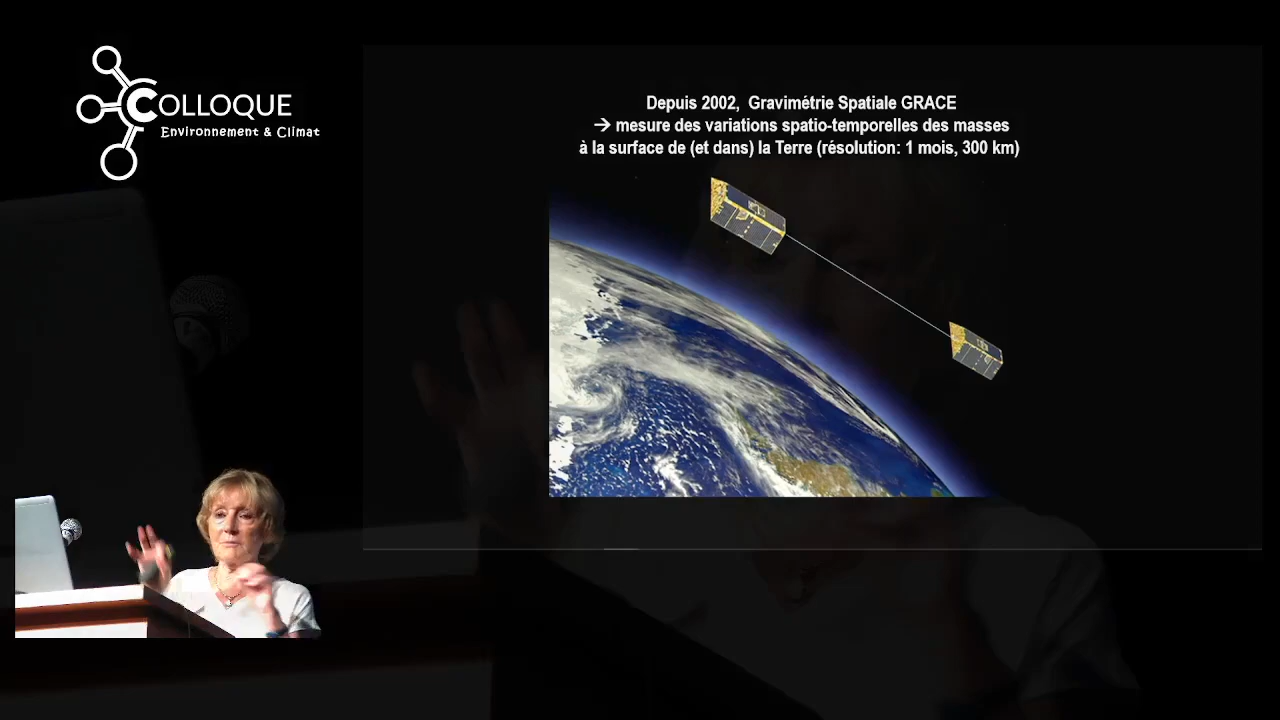 COLLOQUE
Environnement & Climat
Depuis 2002, Gravimétrie Spatiale GRACE
→ mesure des variations spatio-temporelles des masses
à la surface de (et dans) la Terre (résolution: 1 mois, 300 km)